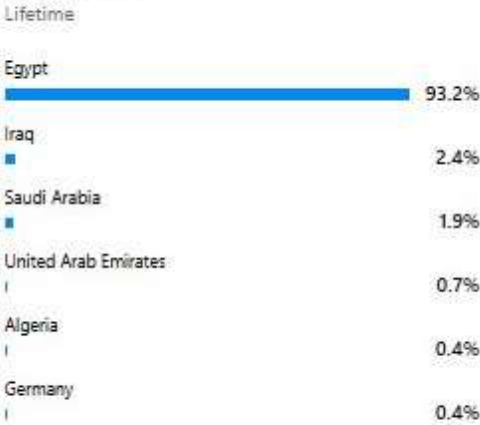 Lifetime
Egypt
93.2%
Iraq
2.4%
Saudi Arabia
1.9%
United Arab Emirates
0.7%
Algeria
0.4%
Germany
0.4%